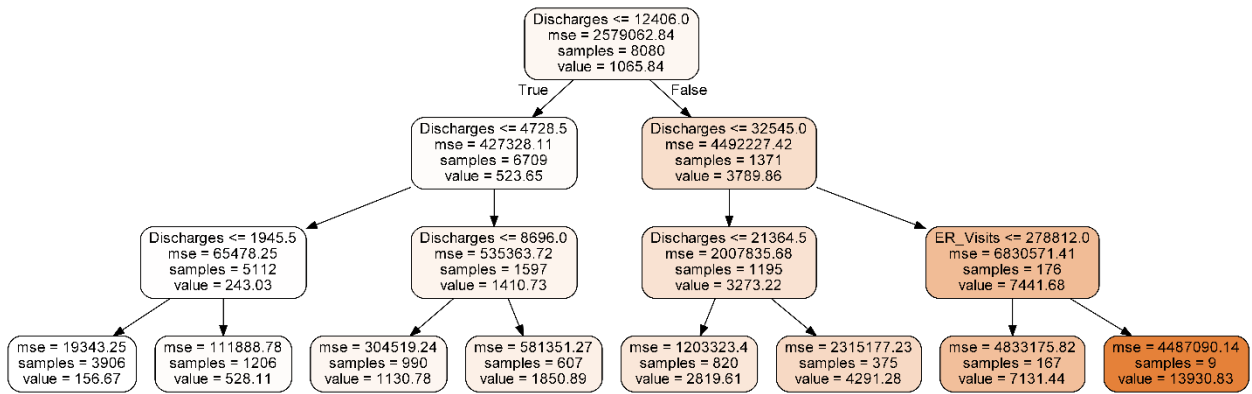 Discharges <= 12406.0
mse = 2579062.84
samples = 8080
value = 1065.84
True
False
Discharges <= 4728.5
mse = 427328.11
samples = 6709
value = 523.65
Discharges <= 32545.0
mse = 4492227.42
samples = 1371
value = 3789.86
Discharges <= 1945.5
mse = 65478.25
samples = 5112
value = 243.03
Discharges <= 8696.0
mse = 535363.72
samples = 1597
value = 1410.73
Discharges <= 21364.5
mse = 2007835.68
samples = 1195
value = 3273.22
ER_Visits <= 278812.0
mse = 6830571.41
samples = 176
value = 7441.68
mse = 19343.25
samples = 3906
value = 156.67
mse = 111888.78
samples = 1206
value = 528.11
mse = 304519.24
samples = 990
value = 1130.78
mse = 581351.27
samples = 607
value = 1850.89
mse = 1203323.4
samples = 820
value = 2819.61
mse = 2315177.23
samples = 375
value = 4291.28
mse = 4833175.82
samples = 167
value = 7131.44
mse = 4487090.14
samples = 9
value = 13930.83